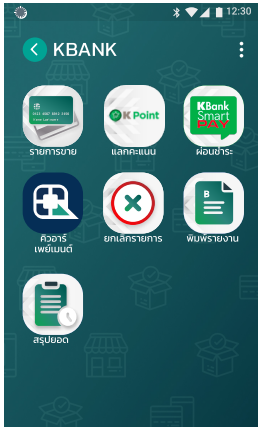 12:30
KBANK
K Point
KBank
Smart
PAY
รายการขาย
แลกคะแนน
ผ่อนชำระ
B
คิวอาร์
เพย์เมนต์
ยกเลิกรายการ
พิมพ์รายงาน
สรุปยอด